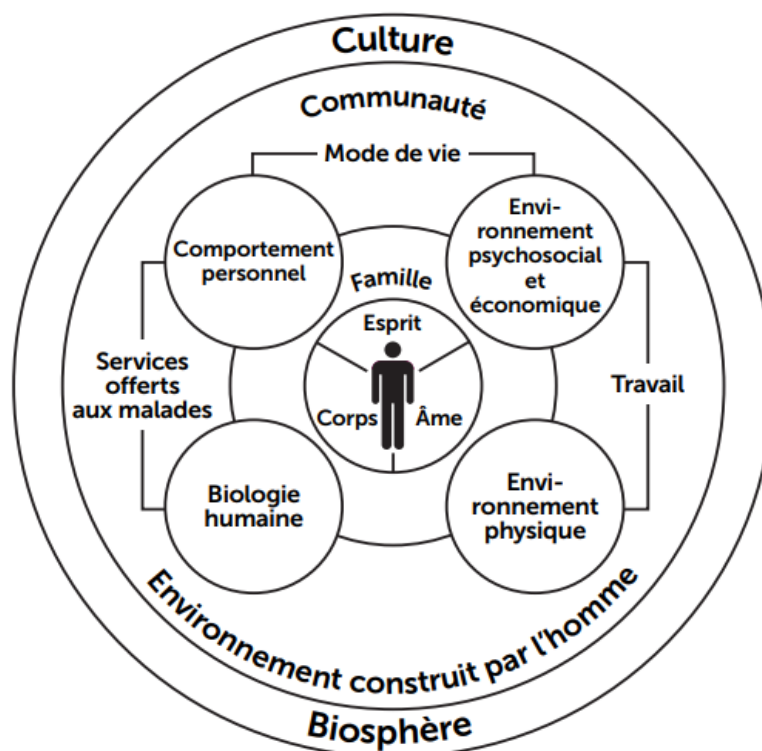 Culture
Communauté
Mode de vie
Comportement
personnel
Envi-
ronnement
psychosocial
et
économique
Famille
Esprit
Services
offerts
aux malades
Corps
Âme
Travail
Biologie
humaine
Envi-
ronnement
physique
Environnement construit par l'homme
Biosphère